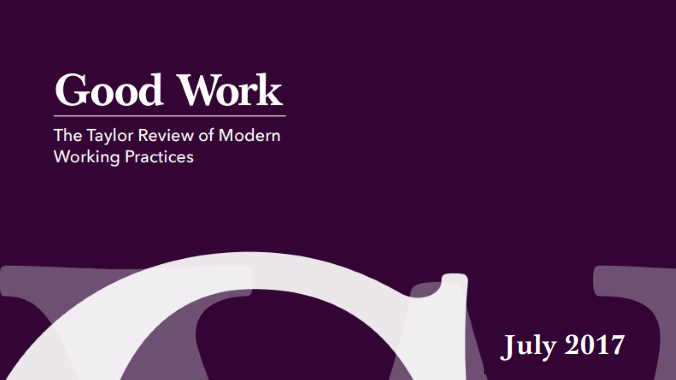 Good Work
The Taylor Review of Modern
Working Practices
July 2017